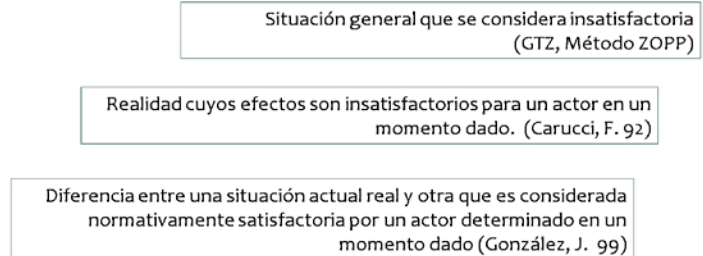 Situación general que se considera insatisfactoria
(GTZ, Método ZOPP)
Realidad cuyos efectos son insatisfactorios para un actor en un
momento dado. (Carucci, F. 92)
Diferencia entre una situación actual real y otra que es considerada
normativamente satisfactoria por un actor determinado en un
momento dado (González, J. 99)